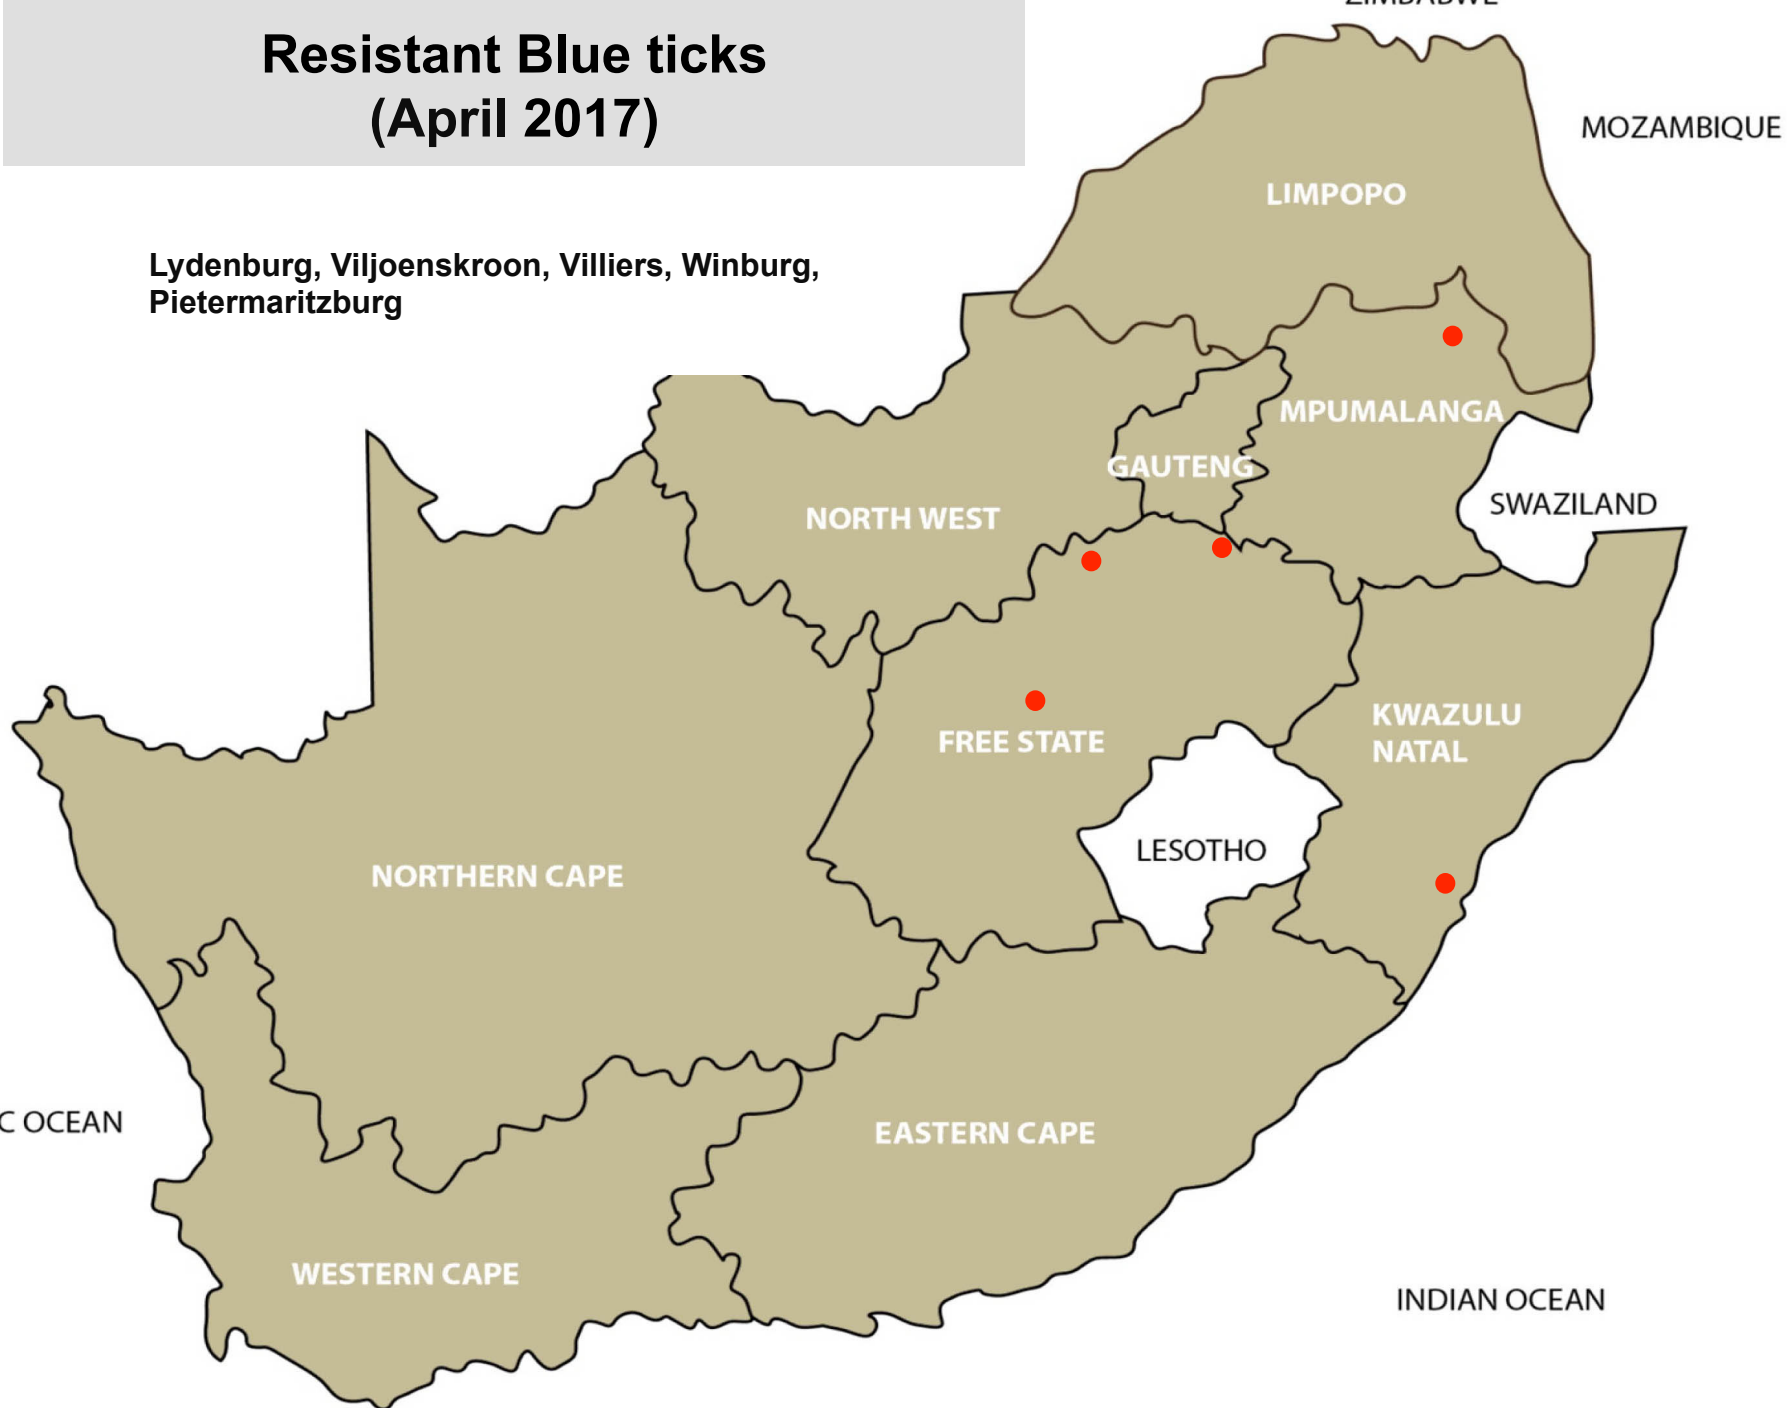 ZIMBABWE
Resistant Blue ticks
(April 2017)
MOZAMBIQUE
LIMPOPO
Lydenburg, Viljoenskroon, Villiers, Winburg,
Pietermaritzburg
MPUMALANGA
GAUTENG
SWAZILAND
NORTH WEST
KWAZULU
NATAL
FREE STATE
LESOTHO
NORTHERN CAPE
C OCEAN
EASTERN CAPE
WESTERN CAPE
INDIAN OCEAN